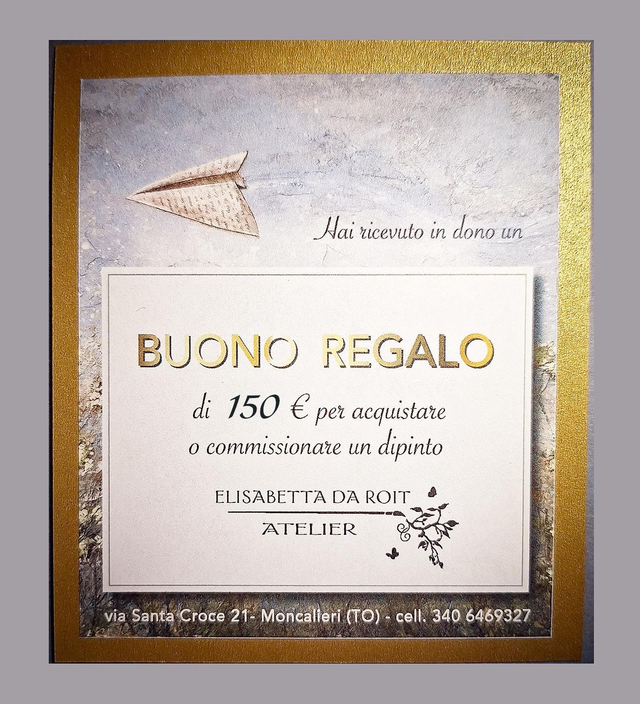 Hai ricevuto in dono un
BUONO REGALO
di 150 € per acquistare
o commissionare un dipinto
ELISABETTA DA ROIT
ATELIER
via Santa Croce 21- Moncalieri (TO) - cell. 340 6469327